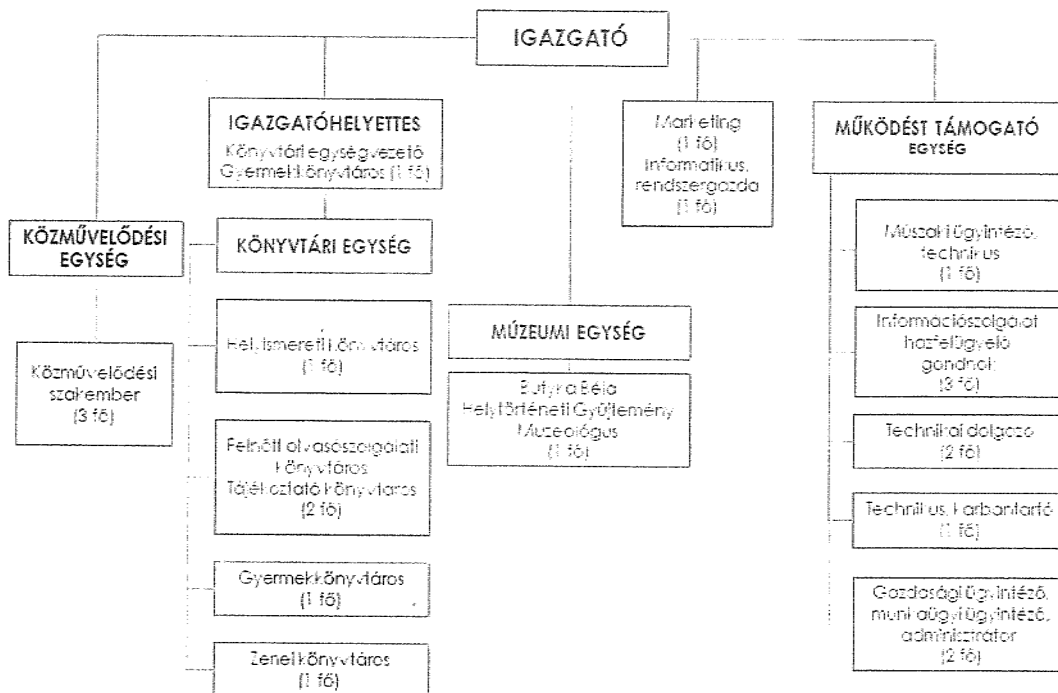 IGAZGATÓ
IGAZGATÓHELYETTES
Könyvtári egységvezető
Gyermekkönyvtáros (1 fő)
Marketing
(1 fő)
Informatikus,
rendszergazda
(1 fő)
MŰKÖDÉST TÁMOGATÓ
EGYSÉG
KÖZMŰVELŐDÉSI
EGYSÉG
Közművelődési
szakember
(3 fő)
KÖNYVTÁRI EGYSÉG
Helyismereti könyvtáros
(1 fő)
Felnőtt olvasószolgálati
könyvtáros
Tájékoztató könyvtáros
(2 fő)
Gyermekkönyvtáros
(1 fő)
Zenei könyvtáros
(1 fő)
MÚZEUMI EGYSÉG
Butyka Béla
Helytörténeti Gyűjtemény
Muzeológus
(1 fő)
Műszaki ügyintéző,
technikus
(1 fő)
Információszolgálat
házfelügyelő
gondnok
(3 fő)
Technikai dolgozó
(2 fő)
Technikus, karbantartó
(1 fő)
Gazdasági ügyintéző,
munkaügyi ügyintéző,
adminisztrátor
(2 fő)